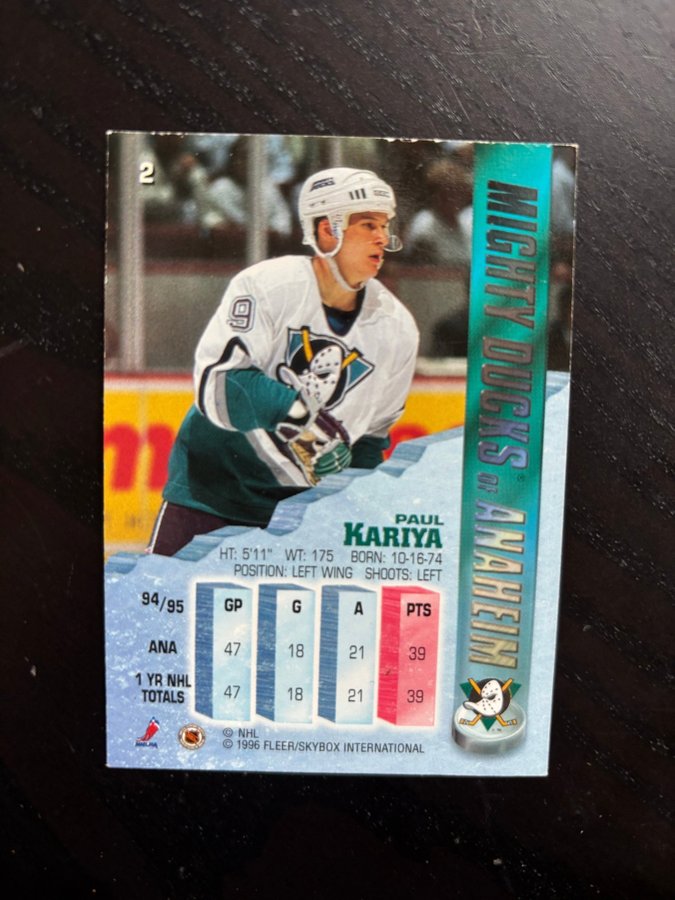 2
9
MIGHTY DUCKS OF ANAHEIM
PAUL
KARIYA
HT: 5'11" WT: 175 BORN: 10-16-74
POSITION: LEFT WING SHOOTS: LEFT
94/95 GP G A PTS
ANA 47 18 21 39
1 YR NHL
TOTALS 47 18 21 39
© NHL
© 1996 FLEER/SKYBOX INTERNATIONAL